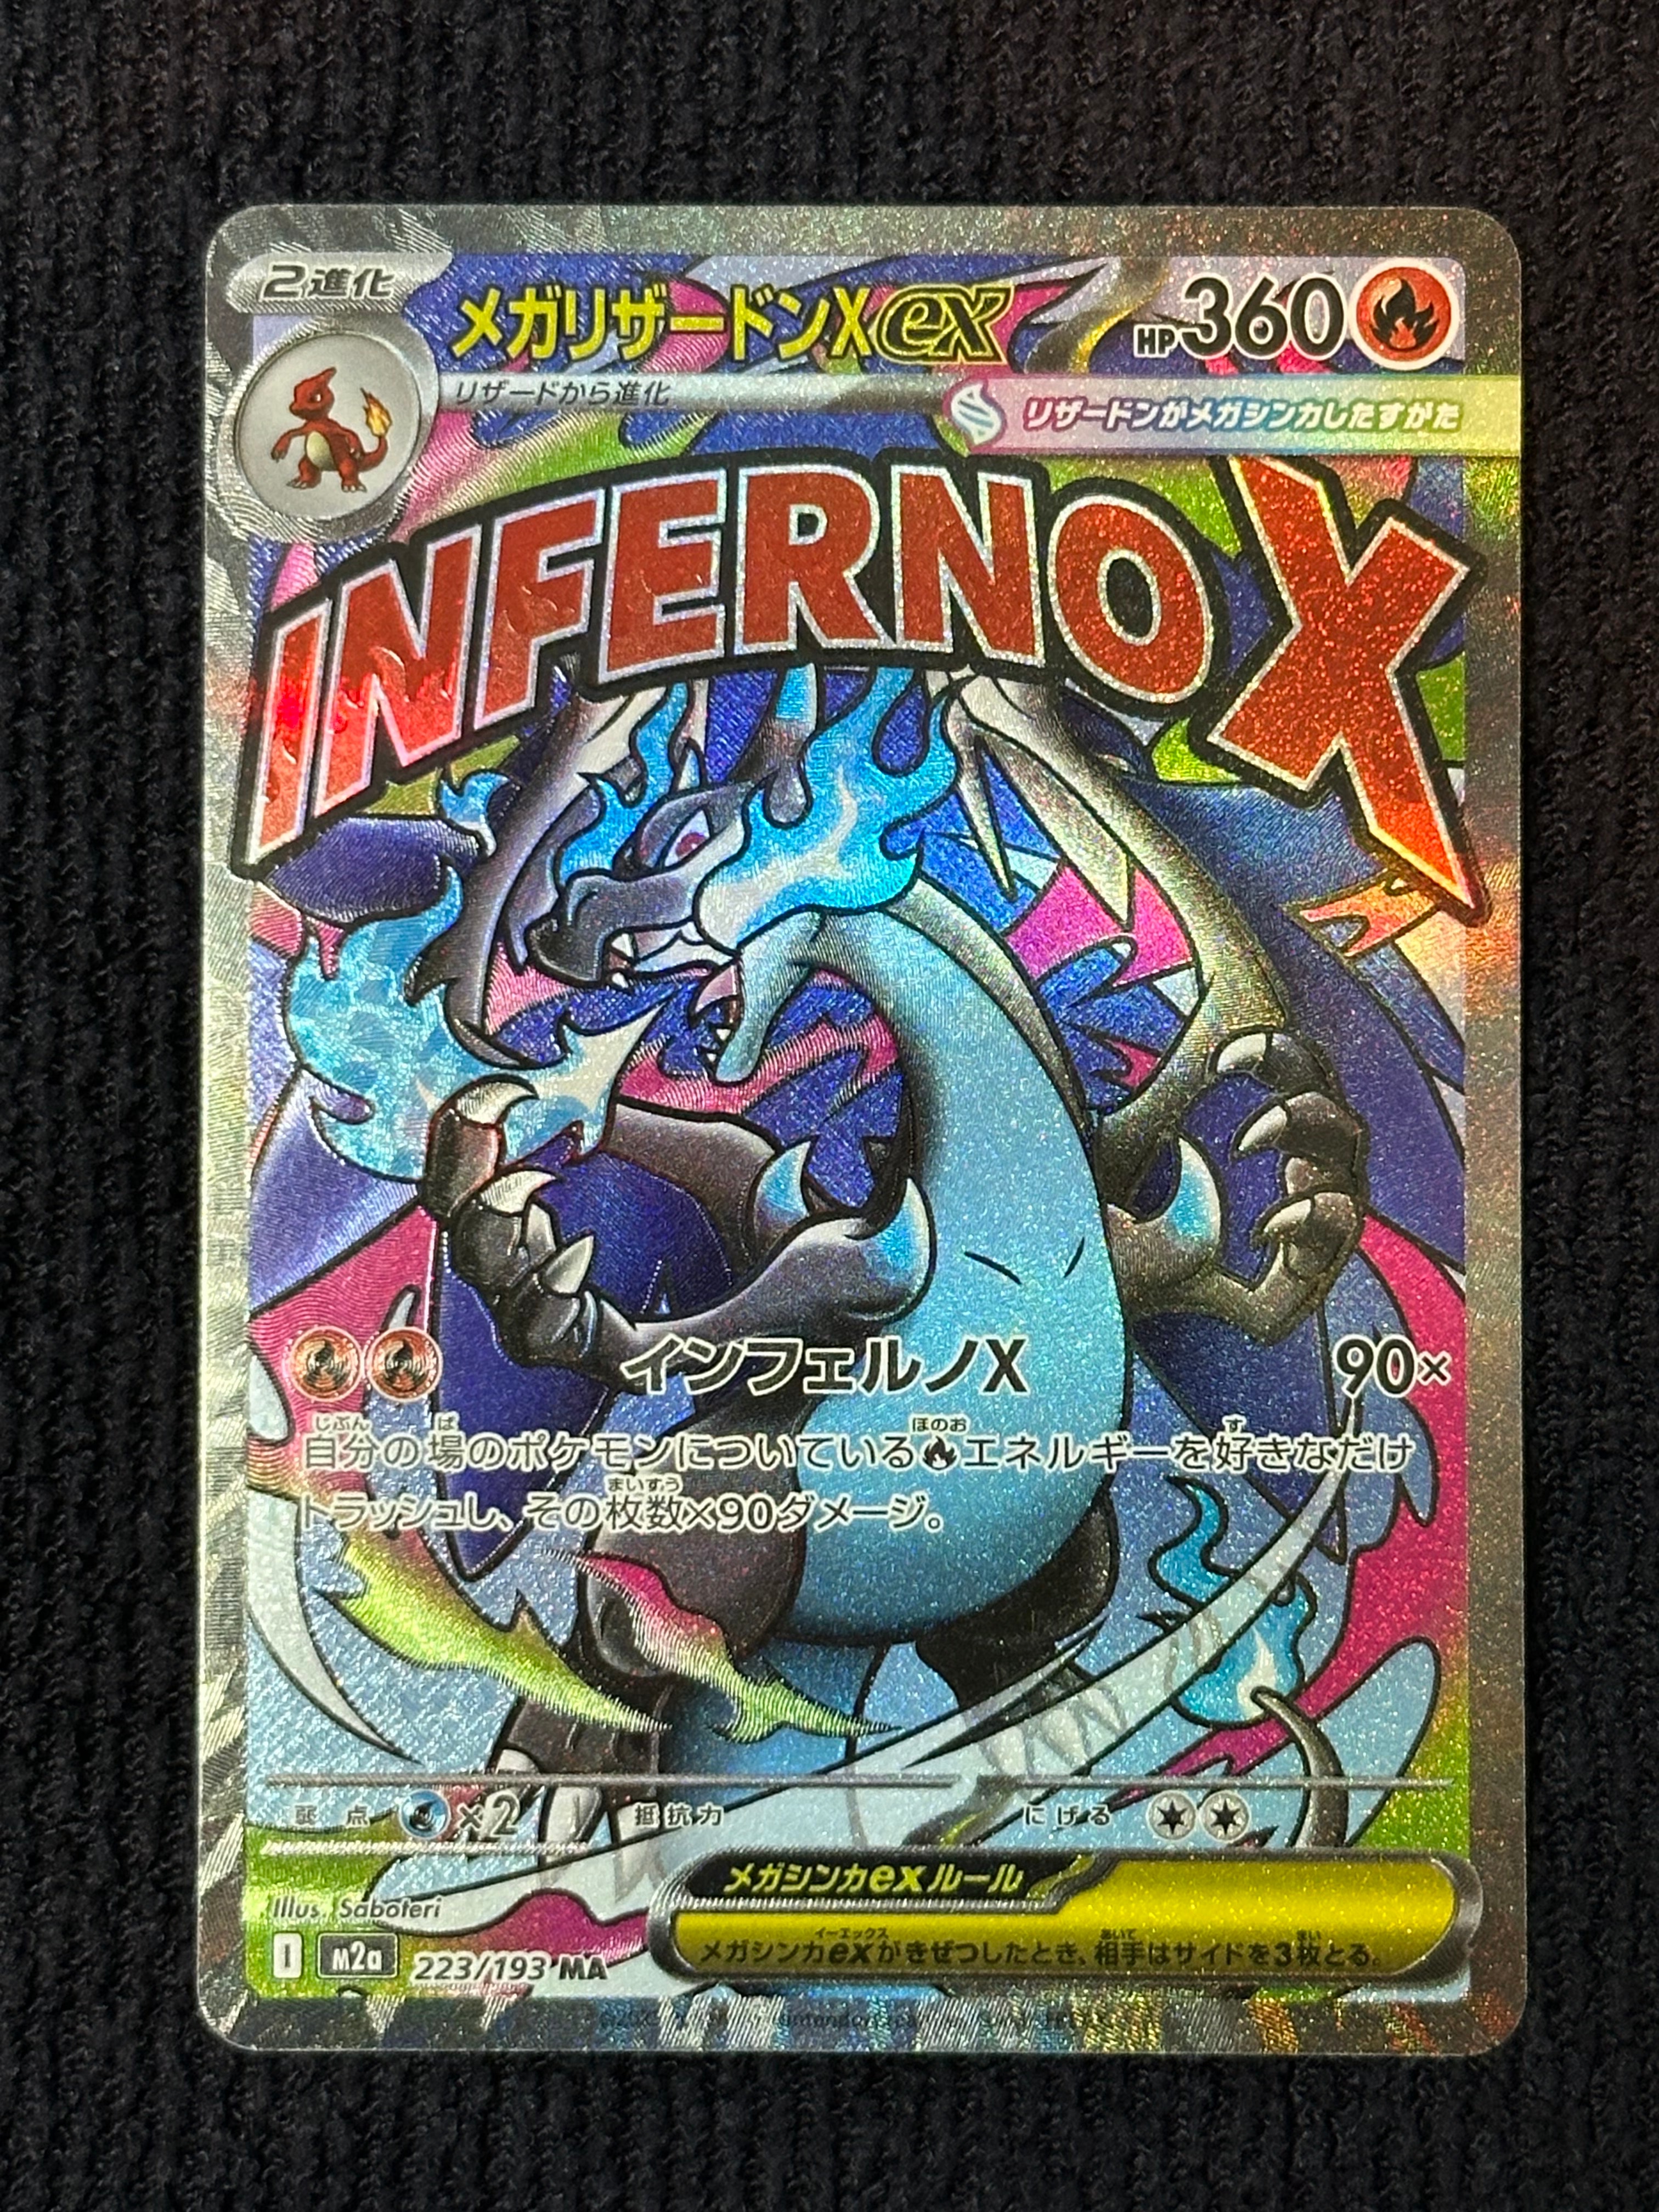 2進化
メガリザードンXex
HP360
リザードから進化
リザードンがメガシンカしたすがた
INFERNO X
インフェルノX 90×
自分の場のポケモンについているエネルギーを好きなだけ
トラッシュし、その枚数×90ダメージ。
弱点 ×2 抵抗力 にげる
メガシンカexルール
メガシンカexがきぜつしたとき、相手はサイドを3枚とる。
Illus. Saboteri
I M2a 223/193 MA